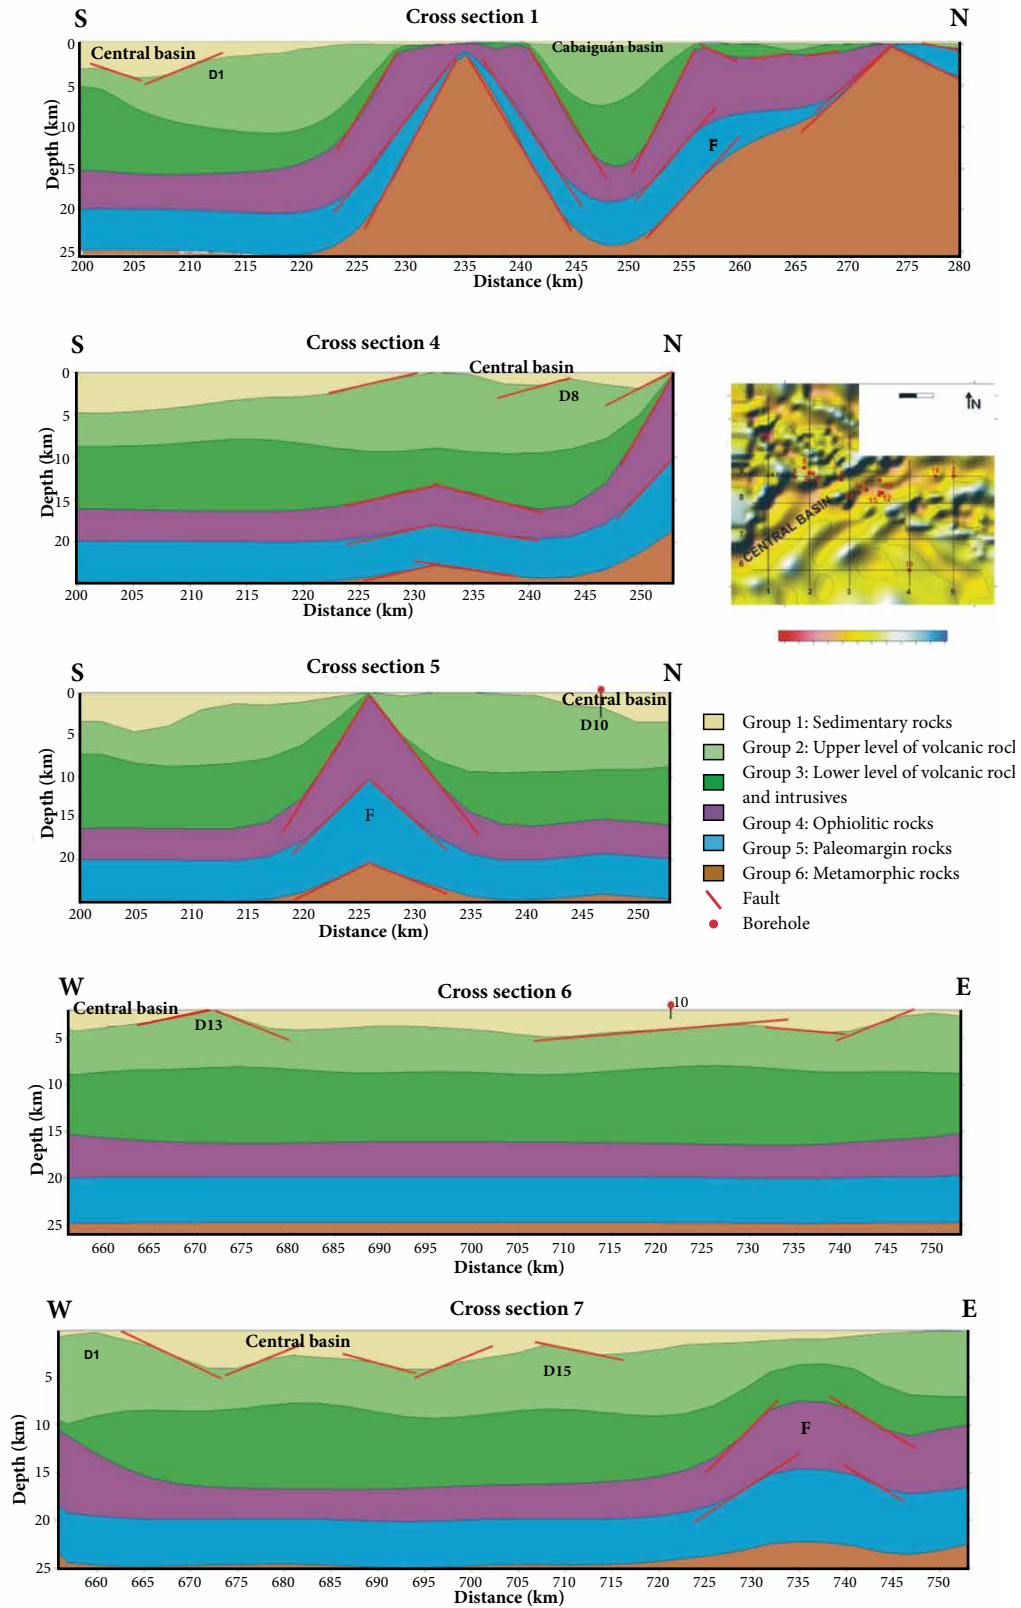 Cross section 1
S
N
Central basin
D1
Cabaiguán basin
F
Depth (km)
0
5
10
15
20
25
200 205 210 215 220 225 230 235 240 245 250 255 260 265 270 275 280
Distance (km)
Cross section 4
S
N
Central basin
D8
Depth (km)
0
5
10
15
20
200 205 210 215 220 225 230 235 240 245 250
Distance (km)
N
CENTRAL BASIN
Cross section 5
S
N
Central basin
D10
F
Depth (km)
0
5
10
15
20
25
200 205 210 215 220 225 230 235 240 245 250
Distance (km)
Group 1: Sedimentary rocks
Group 2: Upper level of volcanic rock
Group 3: Lower level of volcanic rock
and intrusives
Group 4: Ophiolitic rocks
Group 5: Paleomargin rocks
Group 6: Metamorphic rocks
Fault
Borehole
Cross section 6
W
E
Central basin
D13
10
Depth (km)
5
10
15
20
25
660 665 670 675 680 685 690 695 700 705 710 715 720 725 730 735 740 745 750
Distance (km)
Cross section 7
W
E
D1
Central basin
D15
F
Depth (km)
5
10
15
20
25
660 665 670 675 680 685 690 695 700 705 710 715 720 725 730 735 740 745 750
Distance (km)